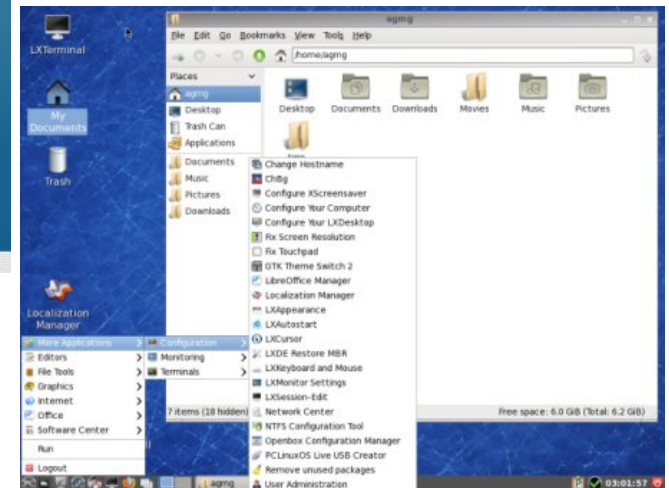 LXTerminal
My
Documents
Trash
Localization
Manager
agmg
File Edit Go Bookmarks View Tools Help
/home/agmg
Places
agmg
Desktop
Trash Can
Applications
Documents
Music
Pictures
Downloads
Desktop
Documents
Downloads
Movies
Music
Pictures
7 items (18 hidden)
Free space: 6.0 GiB (Total: 6.2 GiB)
More Applications
Editors
File Tools
Graphics
Internet
Office
Software Center
Run
Logout
Configuration
Monitoring
Terminals
Change Hostname
ChBg
Configure XScreensaver
Configure Your Computer
Configure Your LXDesktop
Fix Screen Resolution
Fix Touchpad
GTK Theme Switch 2
LibreOffice Manager
Localization Manager
LXAppearance
LXAutostart
LXCursor
LXDE Restore MBR
LXKeyboard and Mouse
LXMonitor Settings
LXSession-Edit
Network Center
NTFS Configuration Tool
Openbox Configuration Manager
PCLinuxOS Live USB Creator
Remove unused packages
User Administration
agmg
03:01:57